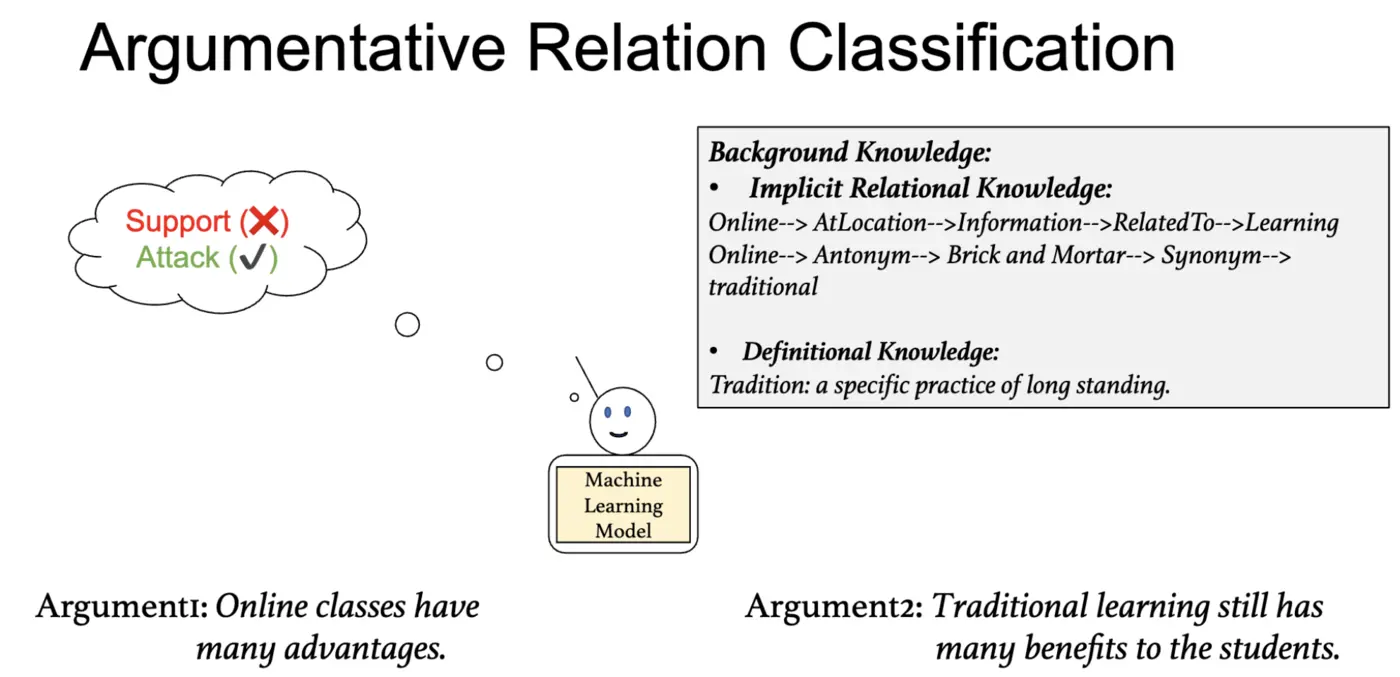 Argumentative Relation Classification
Support (❌)
Attack (✔)
Background Knowledge:
• Implicit Relational Knowledge:
Online--> AtLocation-->Information-->RelatedTo-->Learning
Online--> Antonym--> Brick and Mortar--> Synonym-->
traditional
• Definitional Knowledge:
Tradition: a specific practice of long standing.
Machine
Learning
Model
Argument1: Online classes have
many advantages.
Argument2: Traditional learning still has
many benefits to the students.